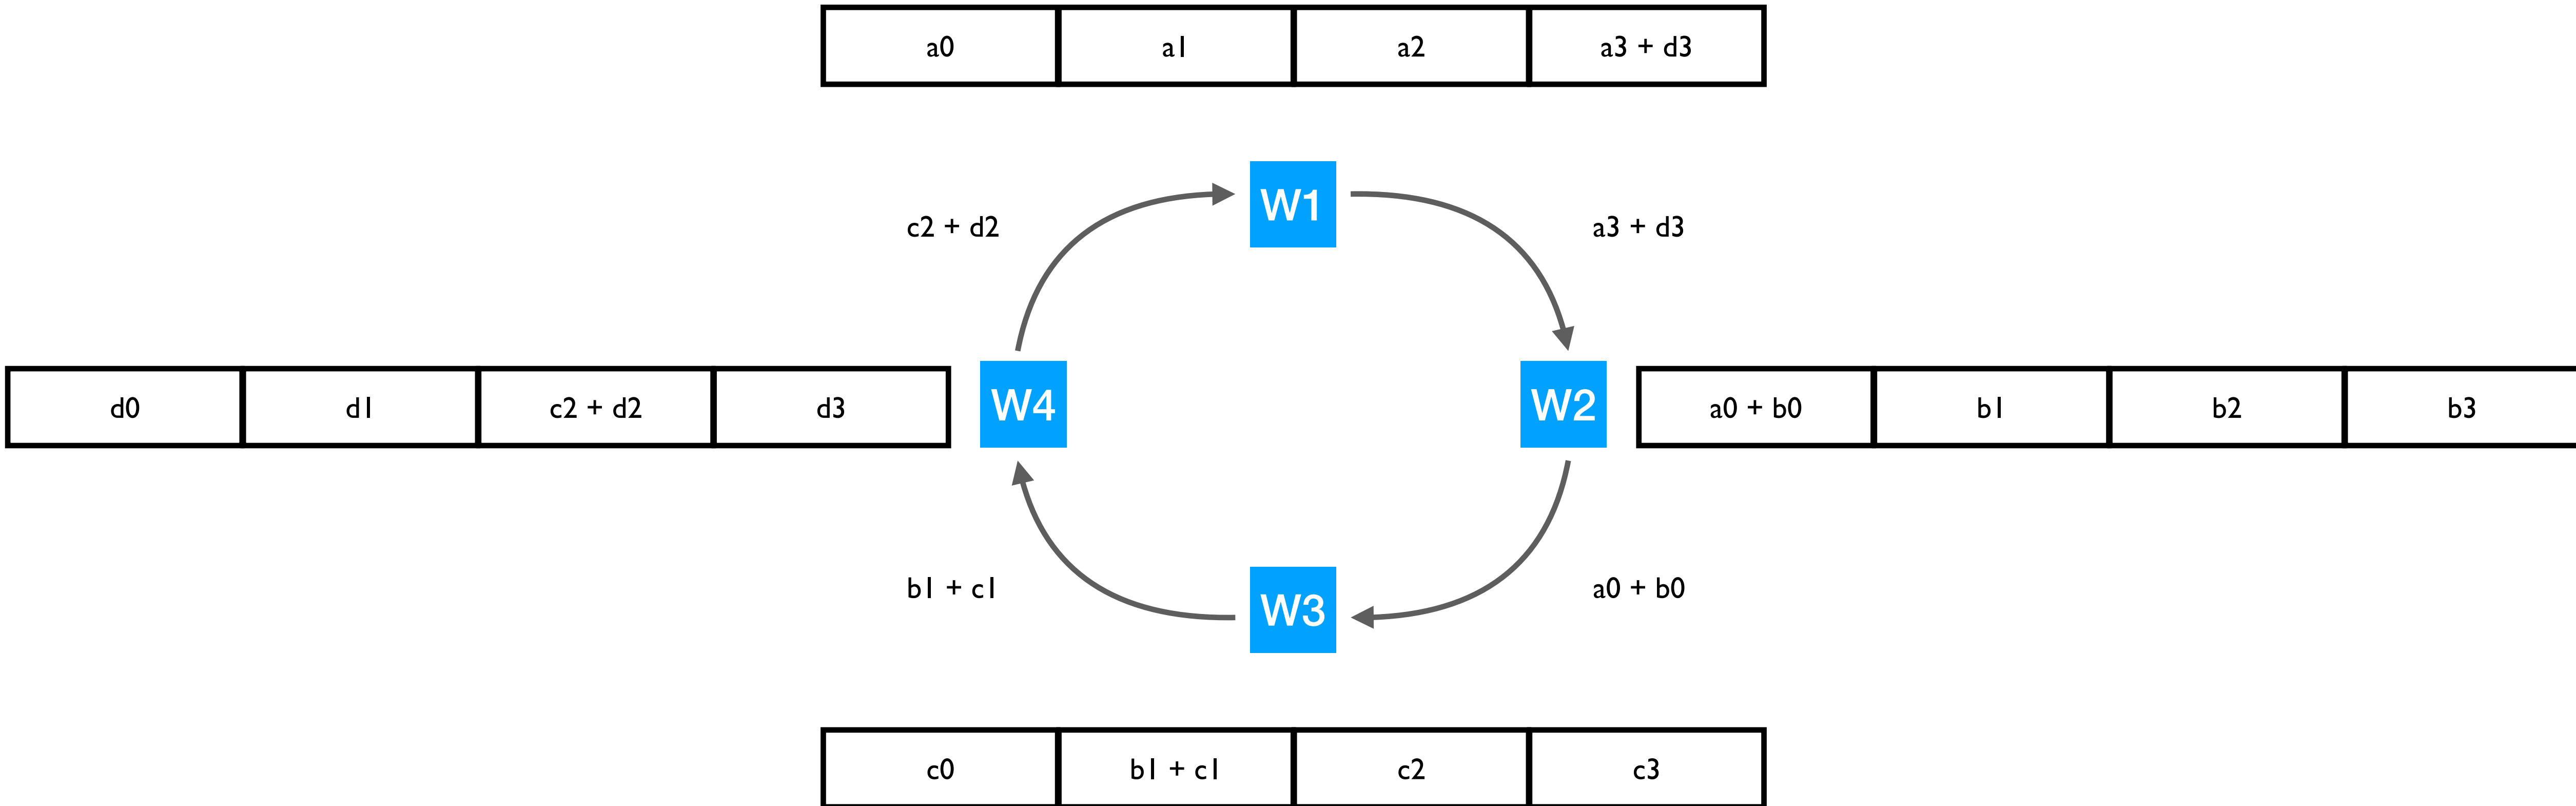 a0 a1 a2 a3 + d3
W1
c2 + d2 a3 + d3
d0 d1 c2 + d2 d3 W4 W2 a0 + b0 b1 b2 b3
b1 + c1 a0 + b0
W3
c0 b1 + c1 c2 c3